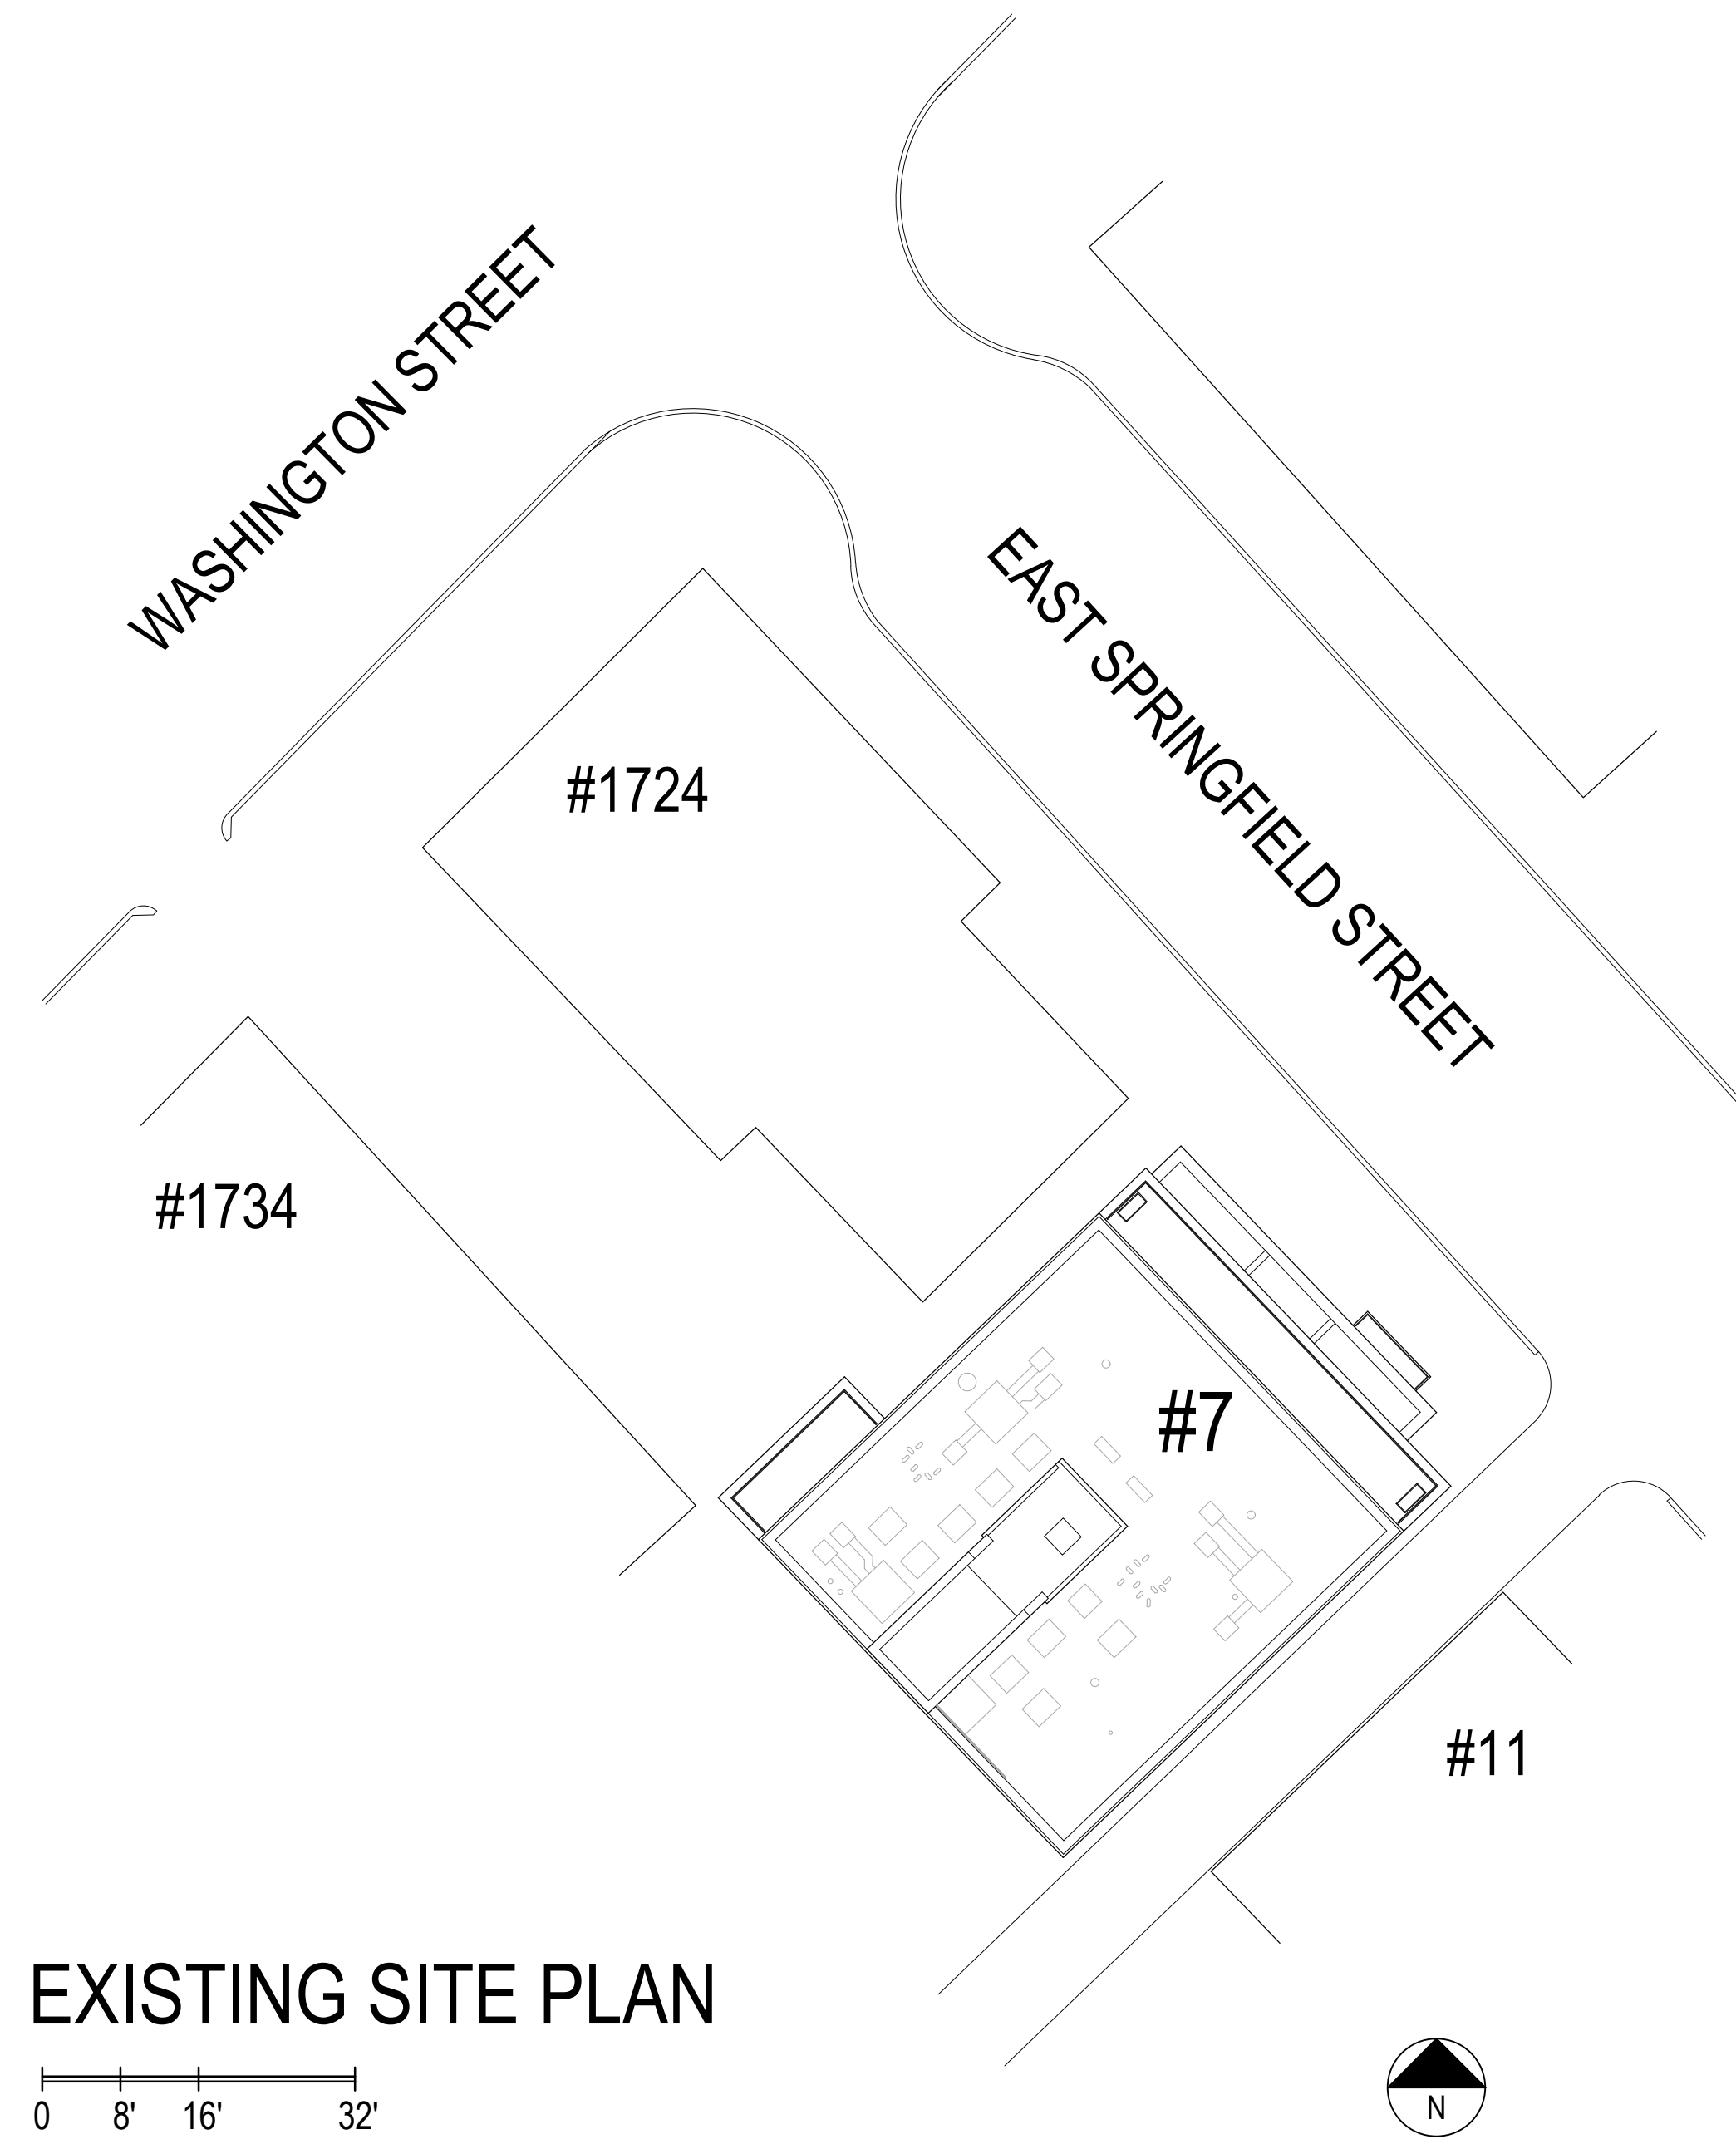 WASHINGTON STREET
EAST SPRINGFIELD STREET
#1724
#1734
#7
#11
EXISTING SITE PLAN
0 8' 16' 32'
N